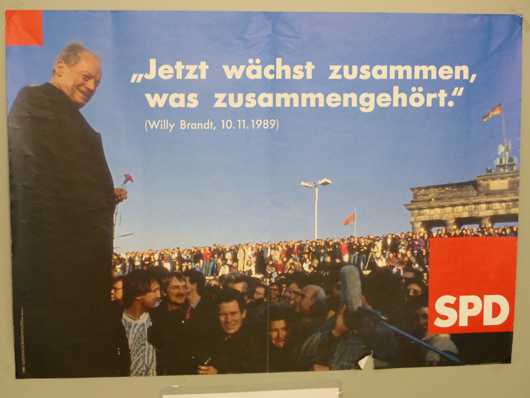 „Jetzt wächst zusammen,
was zusammengehört.“
(Willy Brandt, 10.11.1989)
SPD